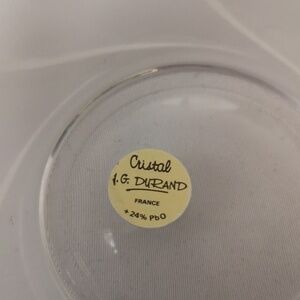 Cristal
J.G. DURAND
FRANCE
+24% PbO